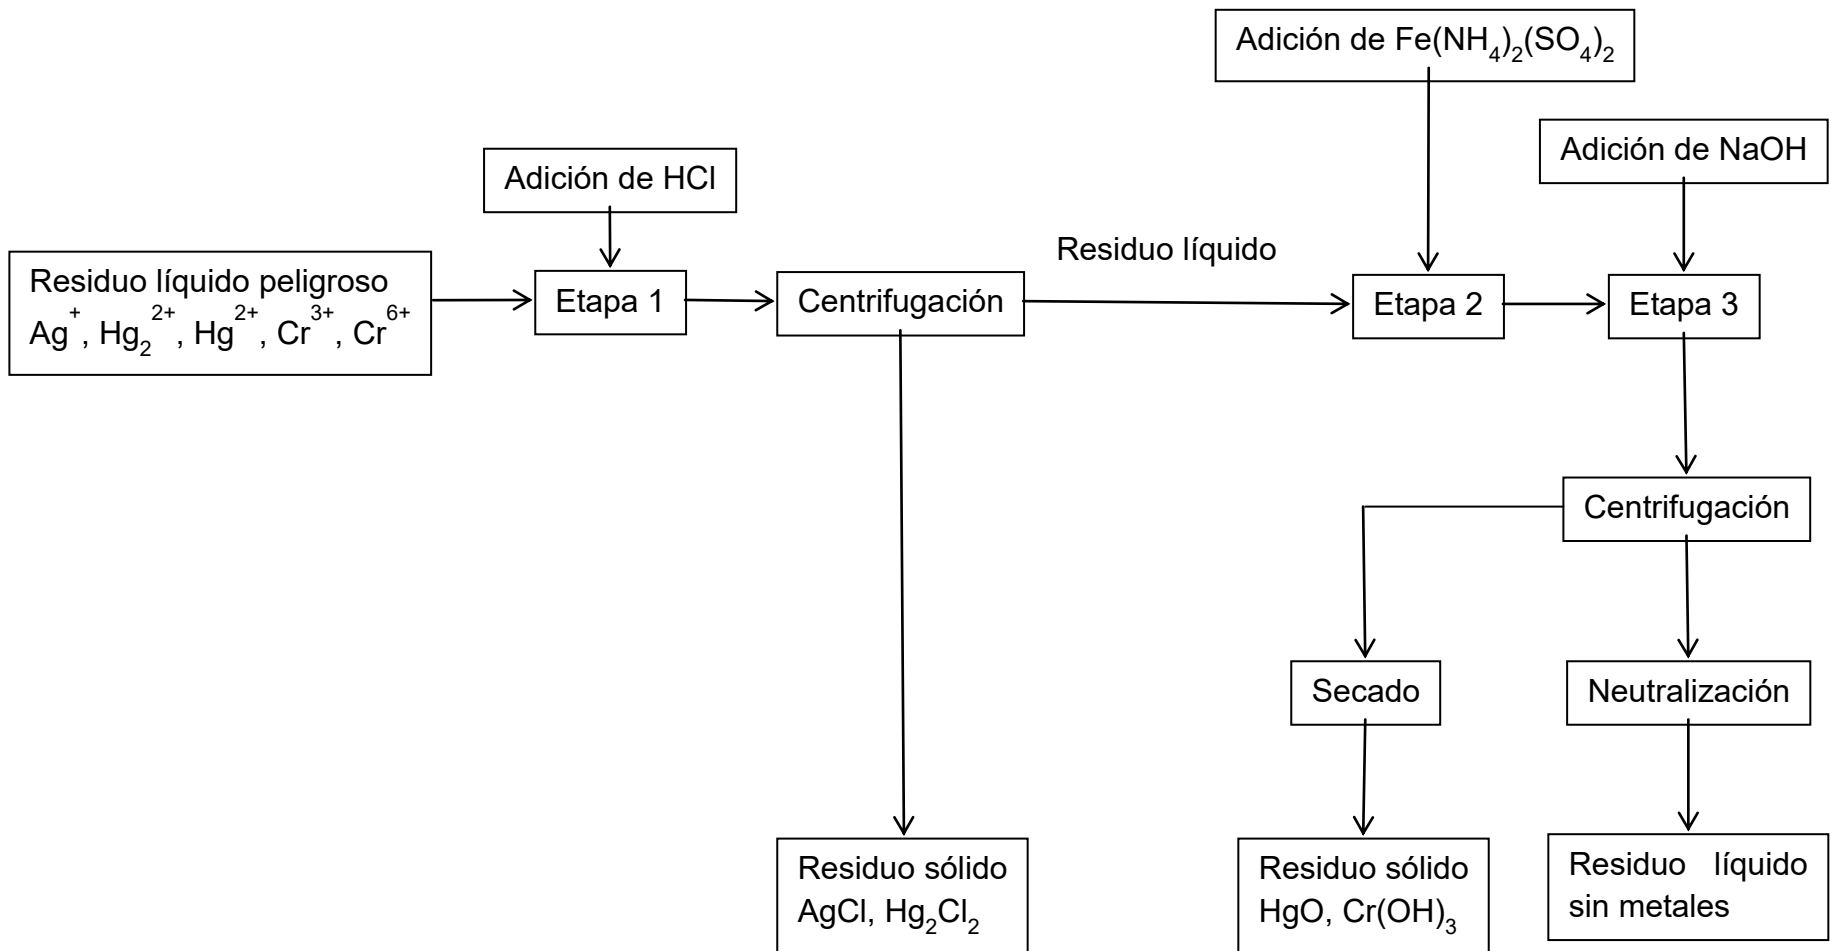 Adición de Fe(NH₄)₂(SO₄)₂
Adición de NaOH
Adición de HCl
Residuo líquido peligroso
Ag⁺, Hg₂²⁺, Hg²⁺, Cr³⁺, Cr⁶⁺
Etapa 1
Centrifugación
Residuo líquido
Etapa 2
Etapa 3
Centrifugación
Secado
Neutralización
Residuo sólido
AgCl, Hg₂Cl₂
Residuo sólido
HgO, Cr(OH)₃
Residuo líquido
sin metales